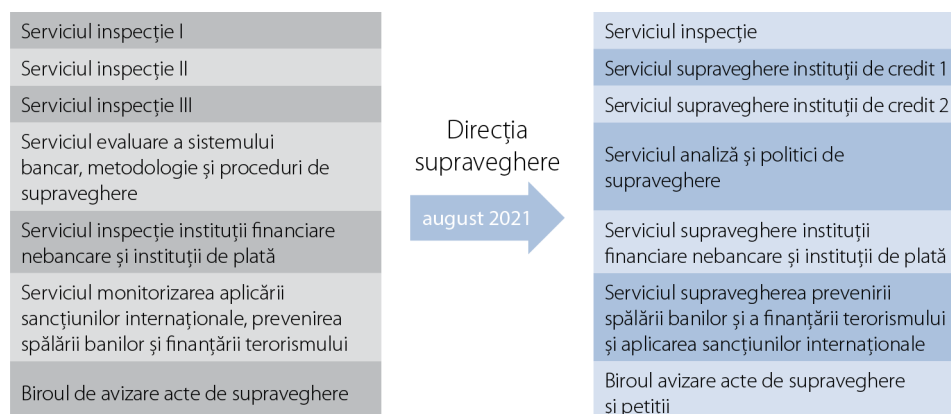 Serviciul inspecție I
Serviciul inspecție II
Serviciul inspecție III
Serviciul evaluare a sistemului
bancar, metodologie și proceduri de
supraveghere
Serviciul inspecție instituții financiare
nebancare și instituții de plată
Serviciul monitorizarea aplicării
sancțiunilor internaționale, prevenirea
spălării banilor și finanțării terorismului
Biroul de avizare acte de supraveghere
Direcția
supraveghere
august 2021
Serviciul inspecție
Serviciul supraveghere instituții de credit 1
Serviciul supraveghere instituții de credit 2
Serviciul analiză și politici de
supraveghere
Serviciul supraveghere instituții
financiare nebancare și instituții de plată
Serviciul supravegherea prevenirii
spălării banilor și a finanțării terorismului
și aplicarea sancțiunilor internaționale
Biroul avizare acte de supraveghere
și petiții